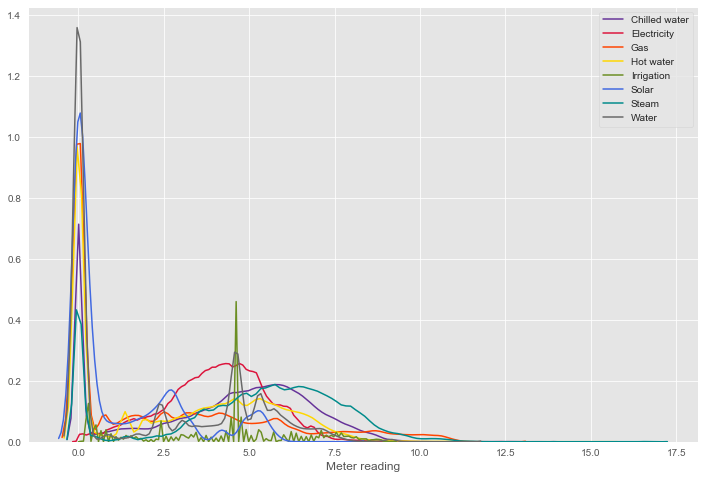 1.4
1.2
1.0
0.8
0.6
0.4
0.2
0.0
0.0
2.5
5.0
7.5
10.0
12.5
15.0
17.5
Meter reading
Chilled water
Electricity
Gas
Hot water
Irrigation
Solar
Steam
Water